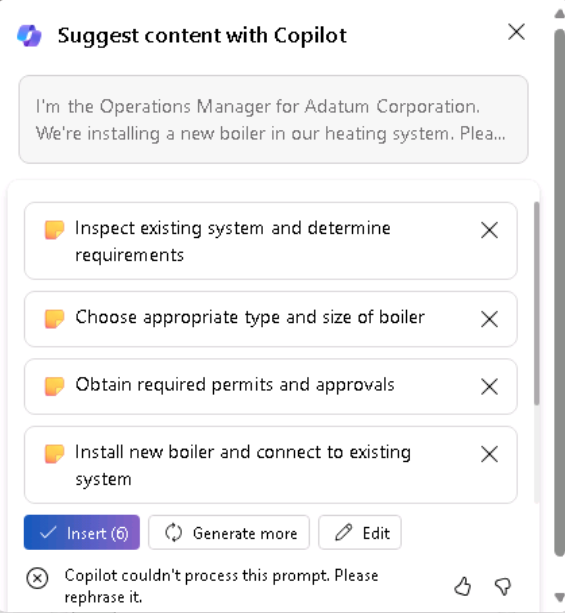 Suggest content with Copilot
I'm the Operations Manager for Adatum Corporation.
We're installing a new boiler in our heating system. Plea...
Inspect existing system and determine
requirements
Choose appropriate type and size of boiler
Obtain required permits and approvals
Install new boiler and connect to existing
system
Insert (6) Generate more Edit
Copilot couldn't process this prompt. Please
rephrase it.